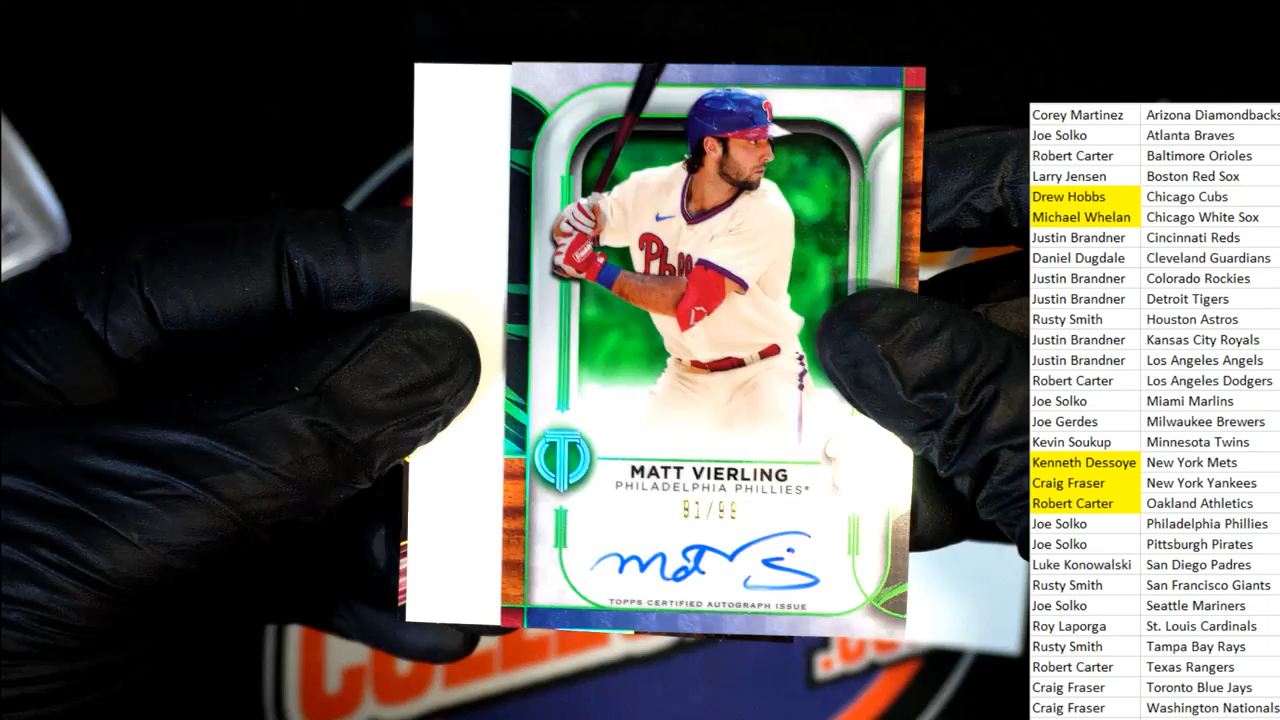 Phi
MATT VIERLING
PHILADELPHIA PHILLIES®
TOPPS CERTIFIED AUTOGRAPH ISSUE
Corey Martinez Arizona Diamondbacks
Joe Solko Atlanta Braves
Robert Carter Baltimore Orioles
Larry Jensen Boston Red Sox
Drew Hobbs Chicago Cubs
Michael Whelan Chicago White Sox
Justin Brandner Cincinnati Reds
Daniel Dugdale Cleveland Guardians
Justin Brandner Colorado Rockies
Justin Brandner Detroit Tigers
Rusty Smith Houston Astros
Justin Brandner Kansas City Royals
Justin Brandner Los Angeles Angels
Robert Carter Los Angeles Dodgers
Joe Solko Miami Marlins
Joe Gerdes Milwaukee Brewers
Kevin Soukup Minnesota Twins
Kenneth Dessoye New York Mets
Craig Fraser New York Yankees
Robert Carter Oakland Athletics
Joe Solko Philadelphia Phillies
Joe Solko Pittsburgh Pirates
Luke Konowalski San Diego Padres
Rusty Smith San Francisco Giants
Joe Solko Seattle Mariners
Roy Laporga St. Louis Cardinals
Rusty Smith Tampa Bay Rays
Robert Carter Texas Rangers
Craig Fraser Toronto Blue Jays
Craig Fraser Washington Nationals